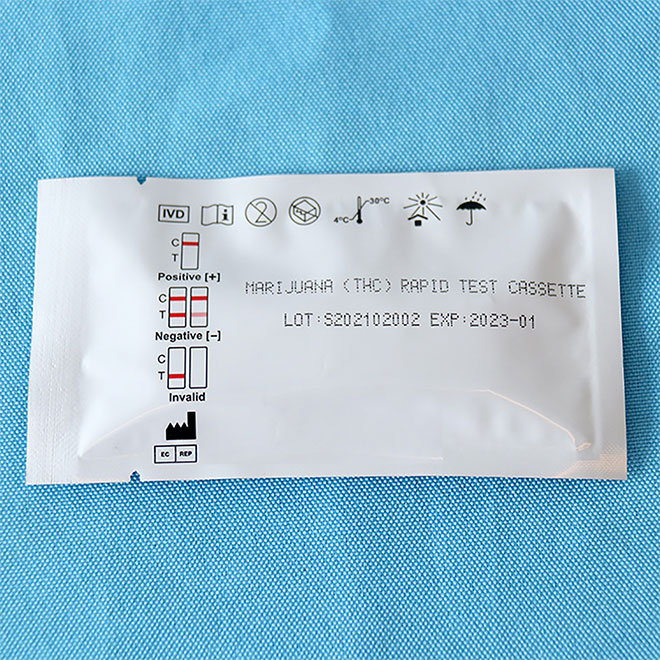 IVD
4°C
30°C
C
T
Positive [+]
C
T
Negative [–]
C
T
Invalid
EC REP
MARIJUANA (THC) RAPID TEST CASSETTE
LOT:S202102002 EXP:2023-01